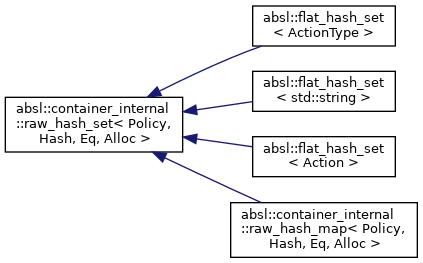 absl::flat_hash_set
< ActionType >
absl::flat_hash_set
< std::string >
absl::container_internal
::raw_hash_set< Policy,
Hash, Eq, Alloc >
absl::flat_hash_set
< Action >
absl::container_internal
::raw_hash_map< Policy,
Hash, Eq, Alloc >